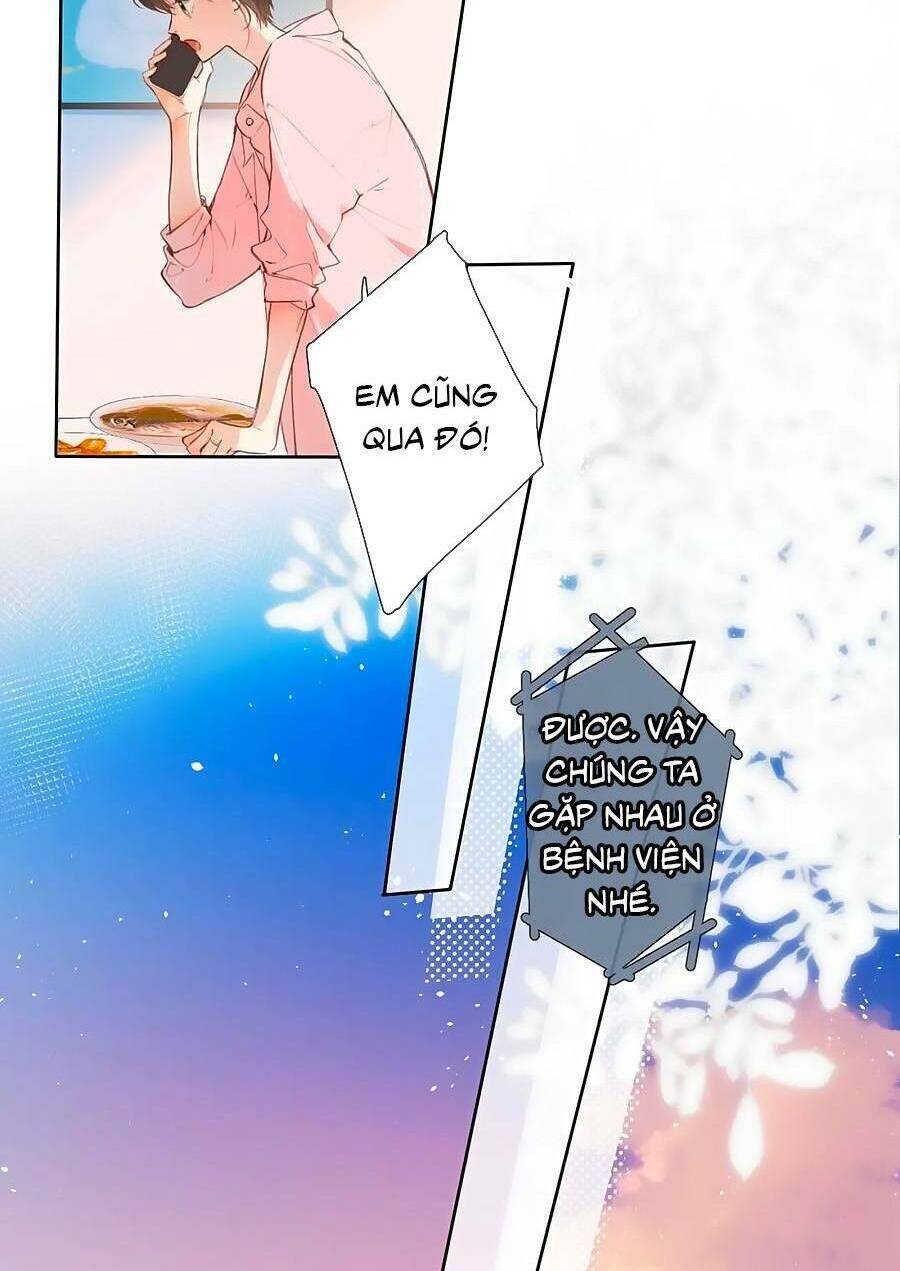 EM CŨNG
QUA ĐÓ!
ĐƯỢC. VẬY
CHÚNG TA
GẶP NHAU Ở
BỆNH VIỆN
NHÉ.